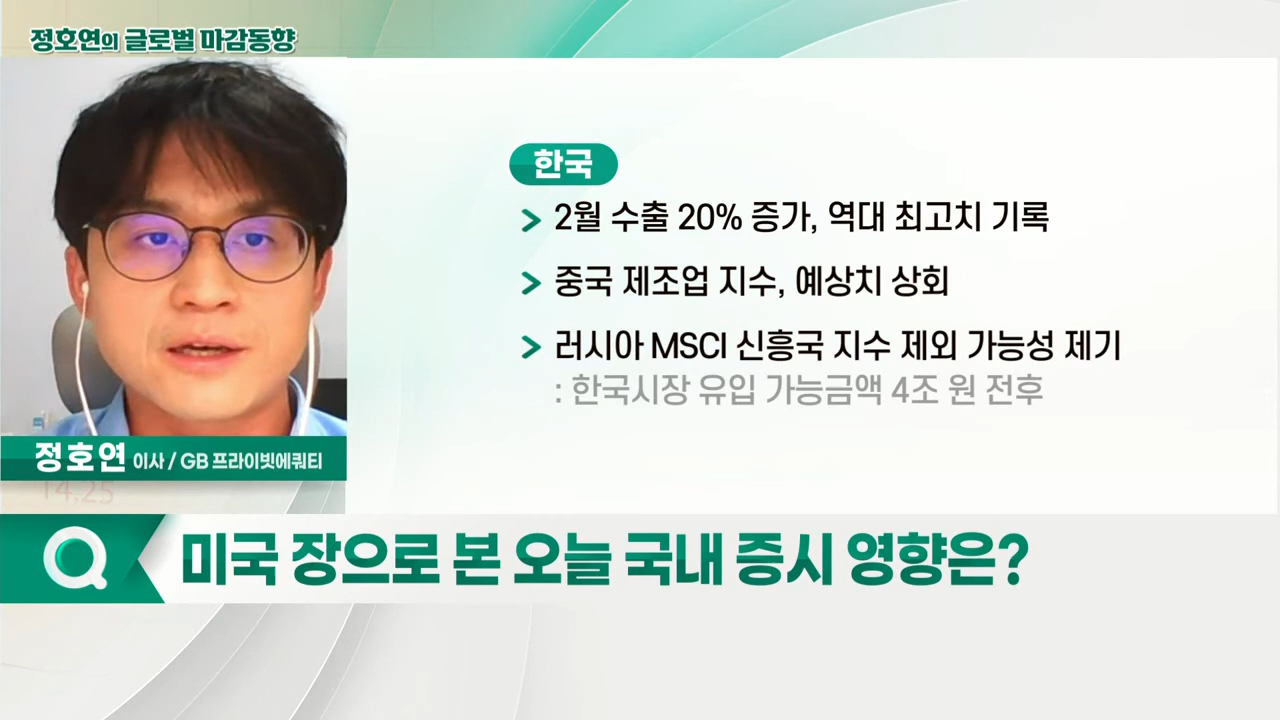 정호연의 글로벌 마감동향
한국
2월 수출 20% 증가, 역대 최고치 기록
중국 제조업 지수, 예상치 상회
러시아 MSCI 신흥국 지수 제외 가능성 제기
: 한국시장 유입 가능금액 4조 원 전후
정호연 이사 / GB 프라이빗에쿼티
14.25
Q 미국 장으로 본 오늘 국내 증시 영향은?